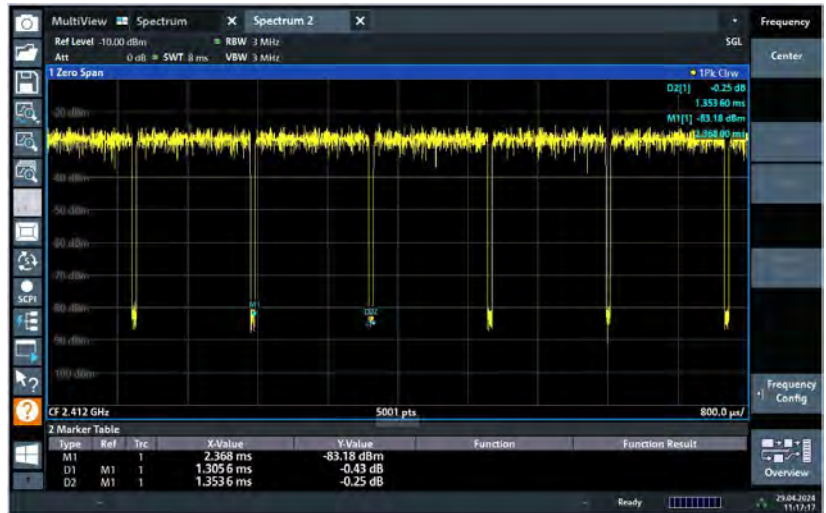 MultiView Spectrum X Spectrum 2 X
Frequency
Ref Level -10.00 dBm RBW 3 MHz SGL
Att 0 dB SWT 8 ms VBW 3 MHz
Center
1 Zero Span 1Pk Clrw
D2[1] -0.25 dB
1.353 60 ms
M1[1] -83.18 dBm
2.368 00 ms
-20 dBm
-40 dBm
-50 dBm
-60 dBm
-70 dBm
-80 dBm
M1
-90 dBm
-100 dBm
SCPI
Frequency
Config
CF 2.412 GHz 5001 pts 800.0 µs/
2 Marker Table
Type Ref Trc X-Value Y-Value Function Function Result
M1 1 2.368 ms -83.18 dBm
D1 M1 1 1.3056 ms -0.43 dB
D2 M1 1 1.3536 ms -0.25 dB
Overview
Ready
29.04.2024
11:17:17